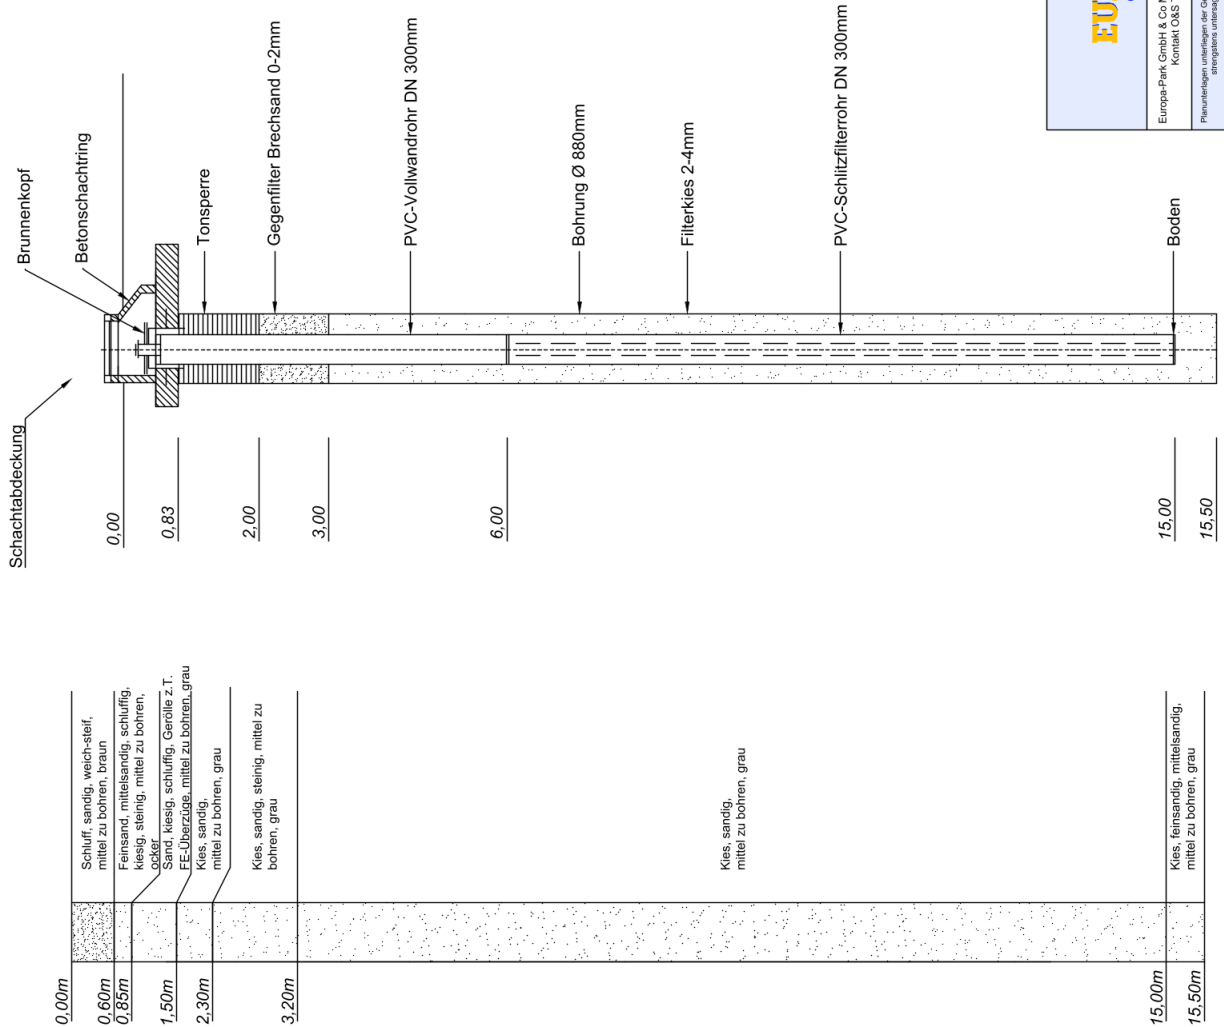 Schachtabdeckung
Brunnenkopf
Betonschachtring
Tonsperre
Gegenfilter Brechsand 0-2mm
PVC-Vollwandrohr DN 300mm
Bohrung Ø 880mm
Filterkies 2-4mm
PVC-Schlitzfilterrohr DN 300mm
Boden
0,00
0,83
2,00
3,00
6,00
15,00
15,50
Schluff, sandig, weich-steif,
mittel zu bohren, braun
Feinsand, mittelsandig, schluffig,
kiesig, steinig, mittel zu bohren,
ocker
Sand, kiesig, schluffig, Gerölle z.T.
FE-Überzüge, mittel zu bohren, grau
Kies, sandig,
mittel zu bohren, grau
Kies, sandig, steinig, mittel zu
bohren, grau
Kies, sandig,
mittel zu bohren, grau
Kies, feinsandig, mittelsandig,
mittel zu bohren, grau
0,00m
0,60m
0,85m
1,50m
2,30m
3,20m
15,00m
15,50m
EU
Europa-Park GmbH & Co
Kontakt O&S
Planunterlagen unterliegen der
strengstens